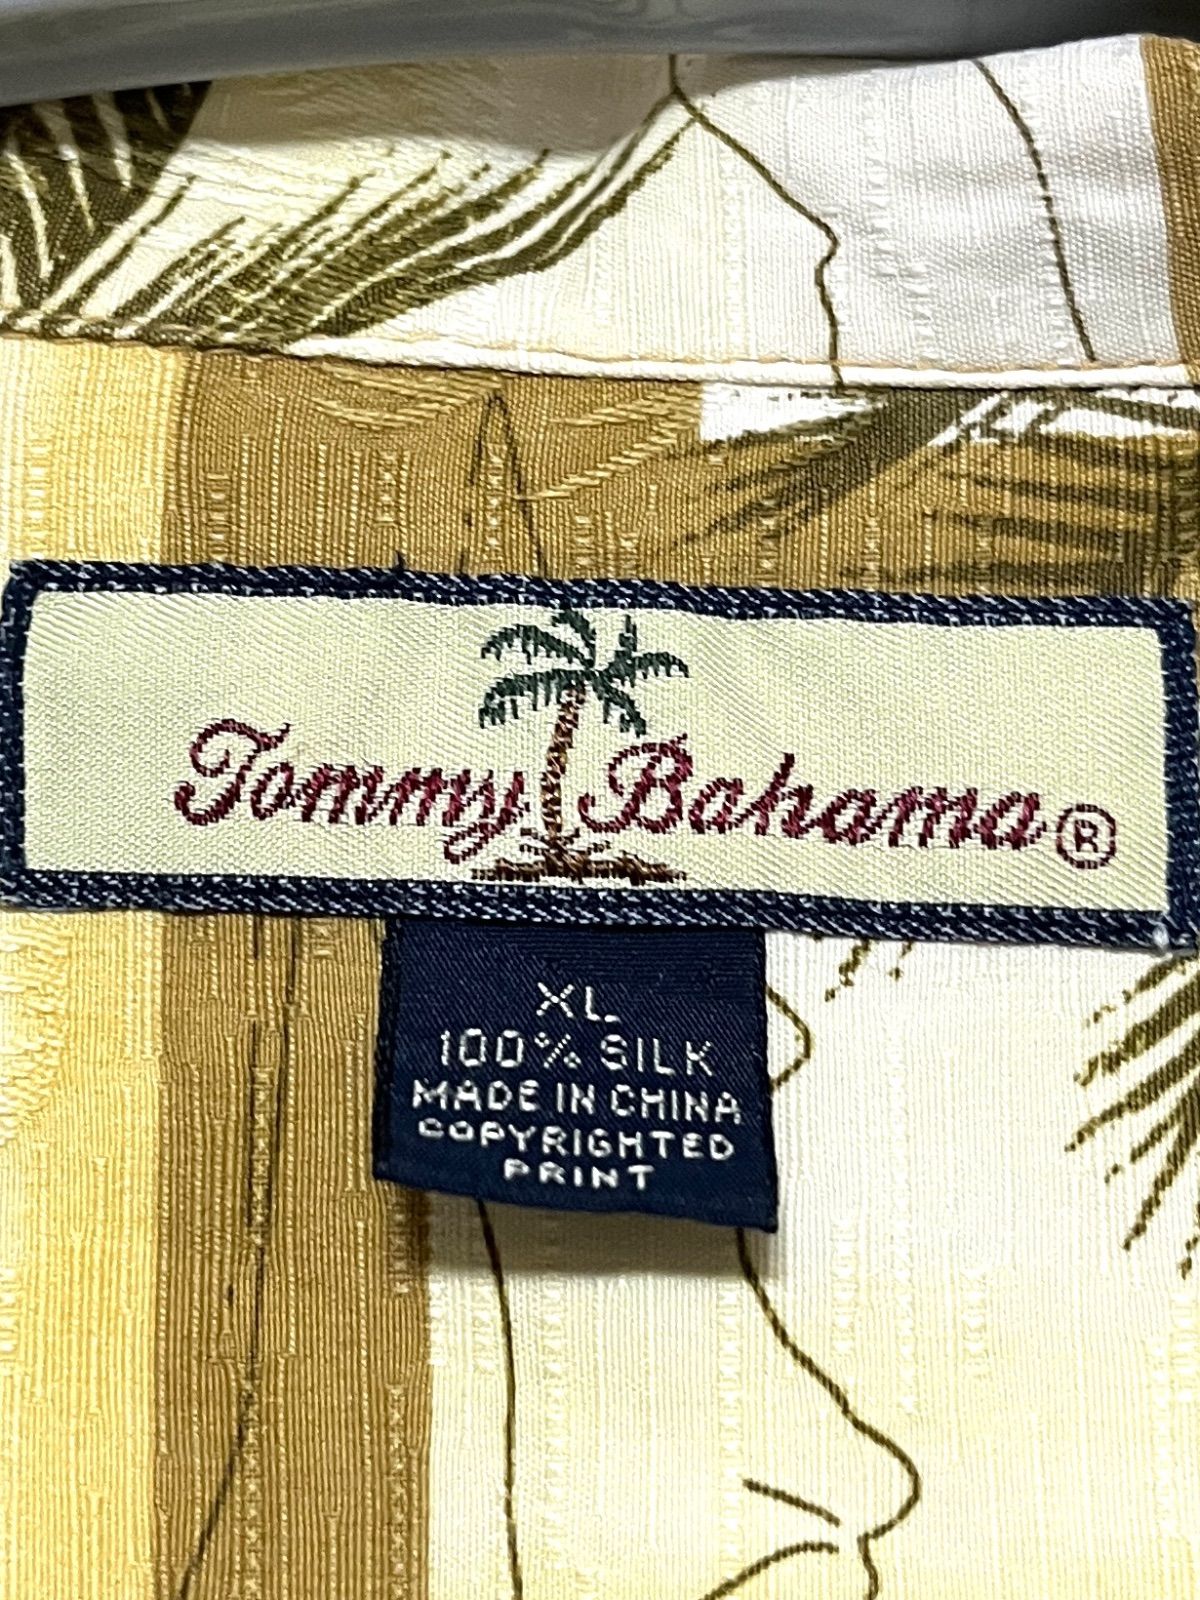 Tommy Bahama®
XL
100% SILK
MADE IN CHINA
COPYRIGHTED
PRINT